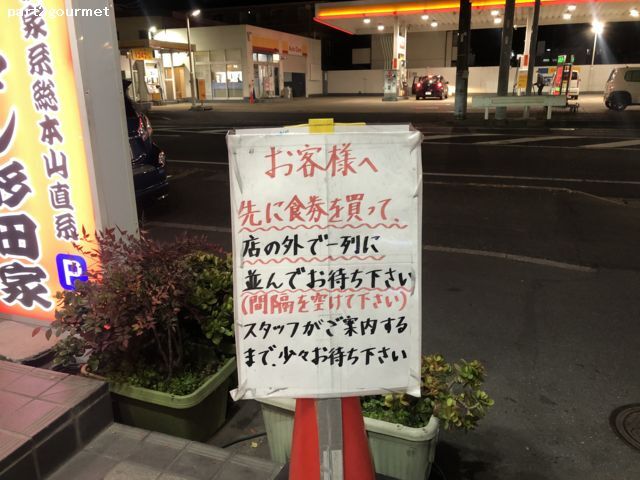 part2gourmet
家系総本山直系
杉田家
P
お客様へ
先に食券を買って、
店の外で一列に
並んでお待ち下さい
(間隔を空けて下さい)
スタッフがご案内する
まで、少々お待ち下さい